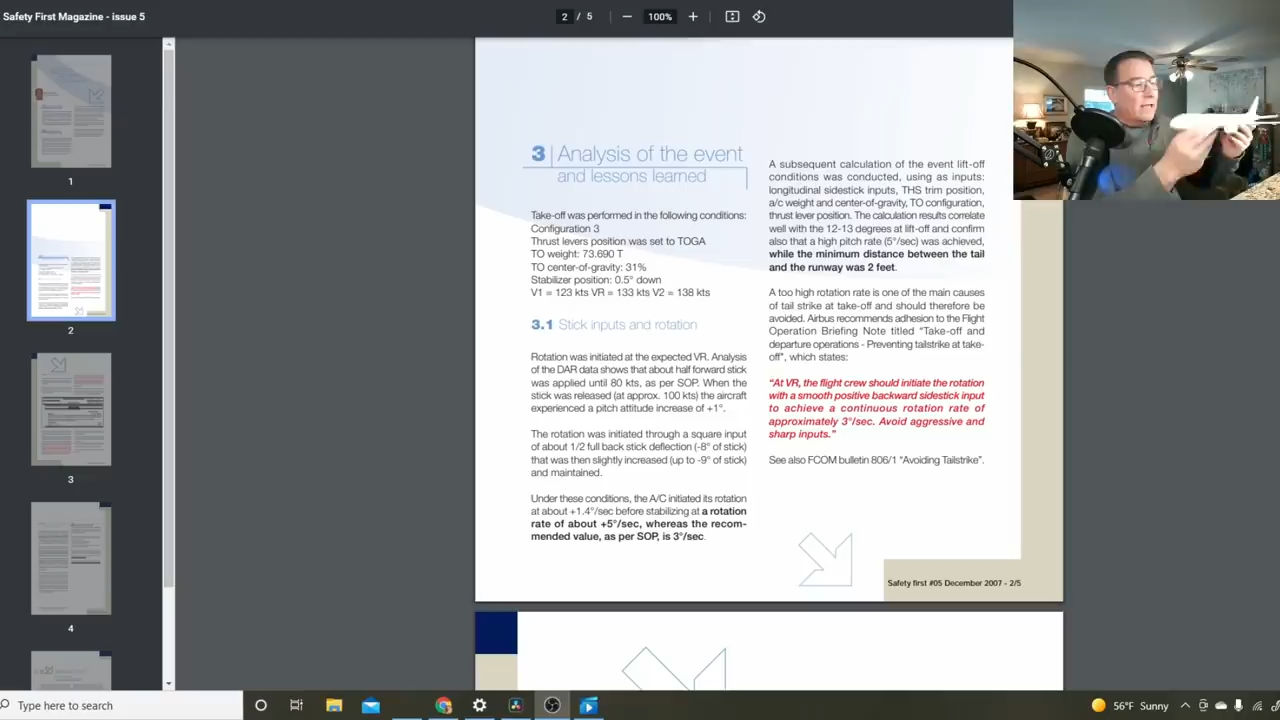 Safety First Magazine - issue 5
2 / 5
100%
1
2
3
4
3 Analysis of the event
and lessons learned
Take-off was performed in the following conditions:
Configuration 3
Thrust levers position was set to TOGA
TO weight: 73.690 T
TO center-of-gravity: 31%
Stabilizer position: 0.5° down
V1 = 123 kts VR = 133 kts V2 = 138 kts
3.1 Stick inputs and rotation
Rotation was initiated at the expected VR. Analysis
of the DAR data shows that about half forward stick
was applied until 80 kts, as per SOP. When the
stick was released (at approx. 100 kts) the aircraft
experienced a pitch attitude increase of +1°.
The rotation was initiated through a square input
of about 1/2 full back stick deflection (-8° of stick)
that was then slightly increased (up to -9° of stick)
and maintained.
Under these conditions, the A/C initiated its rotation
at about +1.4°/sec before stabilizing at a rotation
rate of about +5°/sec, whereas the recom-
mended value, as per SOP, is 3°/sec.
A subsequent calculation of the event lift-off
conditions was conducted, using as inputs:
longitudinal sidestick inputs, THS trim position,
a/c weight and center-of-gravity, TO configuration,
thrust lever position. The calculation results correlate
well with the 12-13 degrees at lift-off and confirm
also that a high pitch rate (5°/sec) was achieved,
while the minimum distance between the tail
and the runway was 2 feet.
A too high rotation rate is one of the main causes
of tail strike at take-off and should therefore be
avoided. Airbus recommends adhesion to the Flight
Operation Briefing Note titled “Take-off and
departure operations - Preventing tailstrike at take-
off”, which states:
“At VR, the flight crew should initiate the rotation
with a smooth positive backward sidestick input
to achieve a continuous rotation rate of
approximately 3°/sec. Avoid aggressive and
sharp inputs.”
See also FCOM bulletin 806/1 “Avoiding Tailstrike”.
Safety first #05 December 2007 - 2/5
Type here to search
56°F Sunny